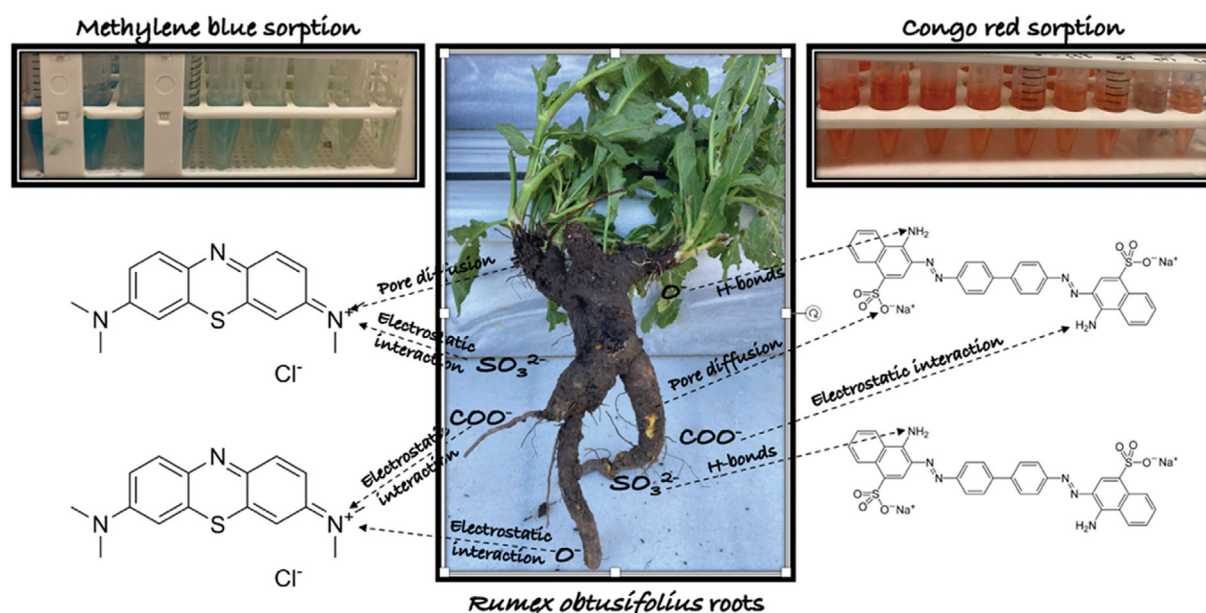 Methylene blue sorption
Congo red sorption
N
N
S
N+
Cl-
Pore diffusion
Electrostatic
interaction
SO3 2-
COO-
Electrostatic
interaction
N
N
S
N+
Cl-
Electrostatic
interaction
O-
O-
H-bonds
Pore diffusion
Electrostatic interaction
COO-
H-bonds
SO3 2-
NH2
N
N
N
N
O
S
O
O-Na+
O
S
O
O-Na+
H2N
NH2
N
N
N
N
O
S
O
O-Na+
O
S
O
O-Na+
H2N
Rumex obtusifolius roots